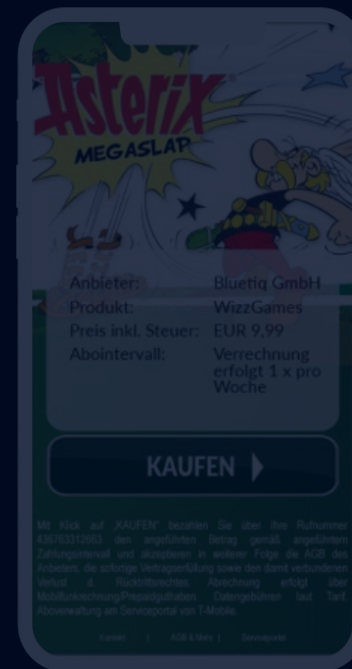 Asterix
MEGASLAP
Anbieter: Bluetiq GmbH
Produkt: WizzGames
Preis inkl. Steuer: EUR 9,99
Abointervall: Verrechnung
erfolgt 1 x pro
Woche
KAUFEN
Mit Klick auf „KAUFEN" bezahlen Sie über Ihre Rufnummer
436763312663 den angeführten Betrag gemäß angeführtem
Zahlungsintervall und akzeptieren in weiterer Folge die AGB des
Anbieters, die sofortige Vertragserfüllung sowie den damit verbundenen
Verlust d. Rücktrittsrechtes. Abrechnung erfolgt über
Mobilfunkrechnung/Prepaidguthaben. Datengebühren laut Tarif.
Aboverwaltung am Serviceportal von T-Mobile.
Kontakt | AGB & Mehr | Serviceportal